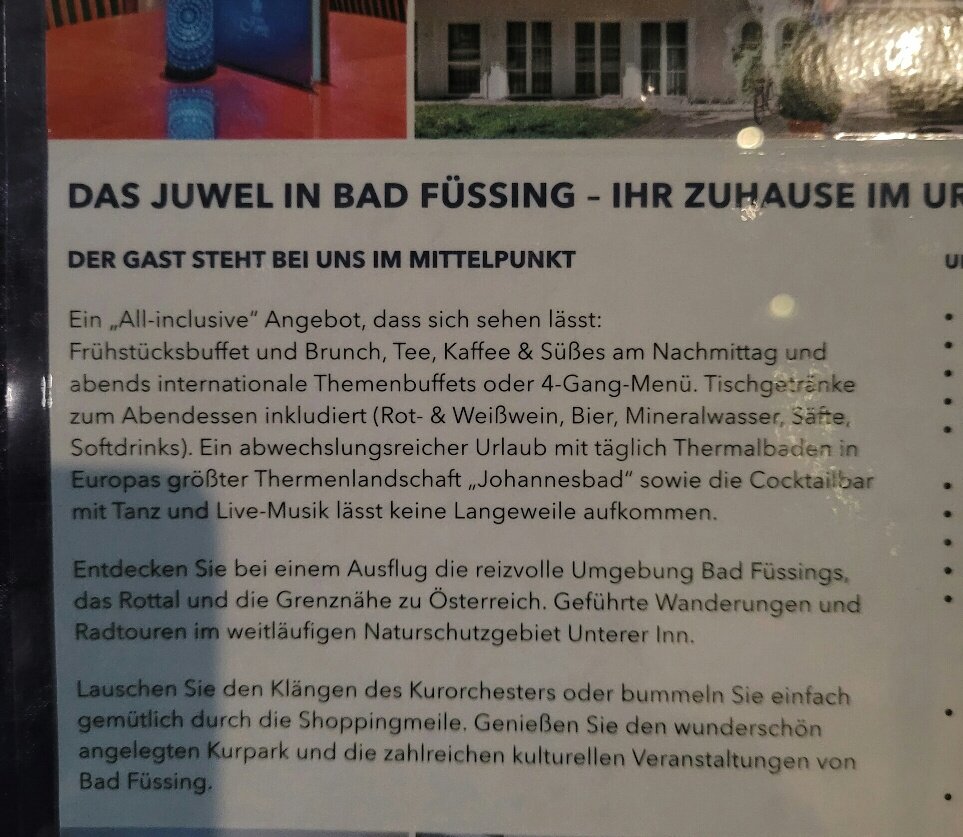 DAS JUWEL IN BAD FÜSSING – IHR ZUHAUSE IM
DER GAST STEHT BEI UNS IM MITTELPUNKT
Ein „All-inclusive“ Angebot, dass sich sehen lässt:
Frühstücksbuffet und Brunch, Tee, Kaffee & Süßes am Nachmittag und
abends internationale Themenbuffets oder 4-Gang-Menü. Tischgetränke
zum Abendessen inkludiert (Rot- & Weißwein, Bier, Mineralwasser, Säfte,
Softdrinks). Ein abwechslungsreicher Urlaub mit täglich Thermalbaden in
Europas größter Thermenlandschaft „Johannesbad“ sowie die Cocktailbar
mit Tanz und Live-Musik lässt keine Langeweile aufkommen.
Entdecken Sie bei einem Ausflug die reizvolle Umgebung Bad Füssings,
das Rottal und die Grenznähe zu Österreich. Geführte Wanderungen und
Radtouren im weitläufigen Naturschutzgebiet Unterer Inn.
Lauschen Sie den Klängen des Kurorchesters oder bummeln Sie einfach
gemütlich durch die Shoppingmeile. Genießen Sie den wunderschön
angelegten Kurpark und die zahlreichen kulturellen Veranstaltungen von
Bad Füssing.